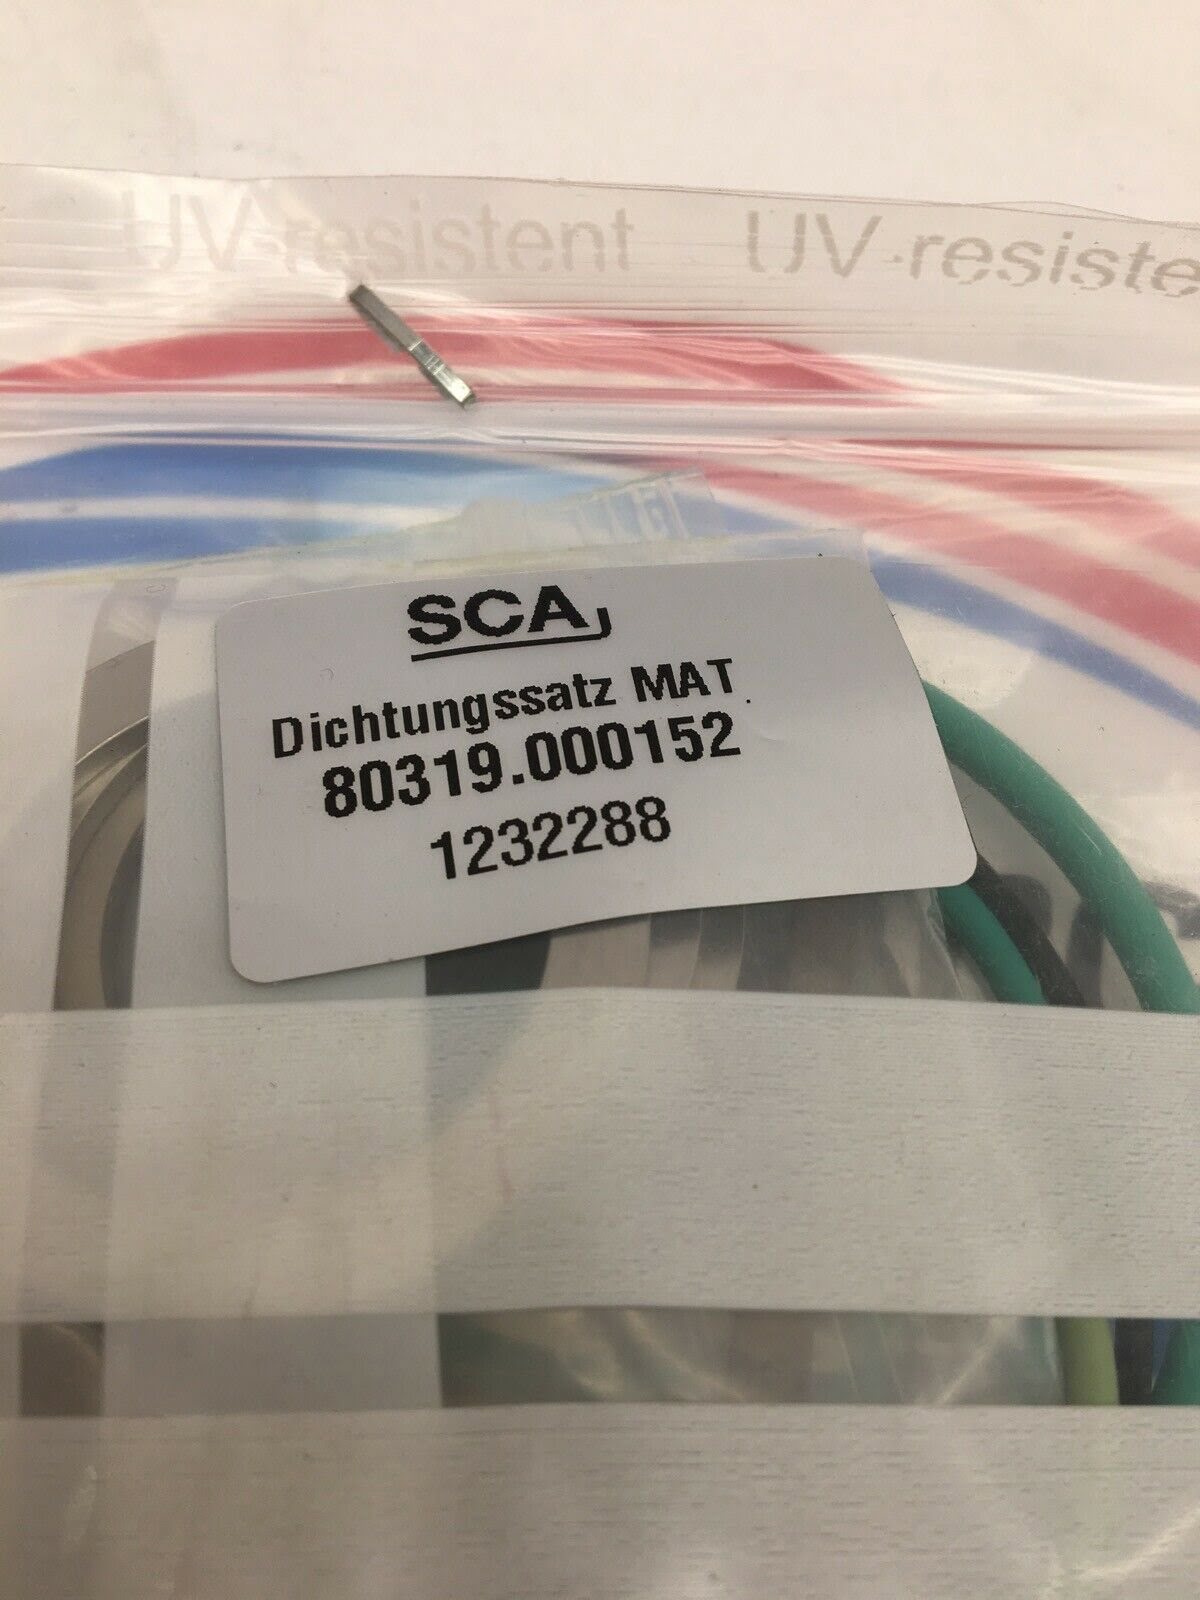 UV-resistent UV-resiste
SCA
Dichtungssatz MAT
80319.000152
1232288